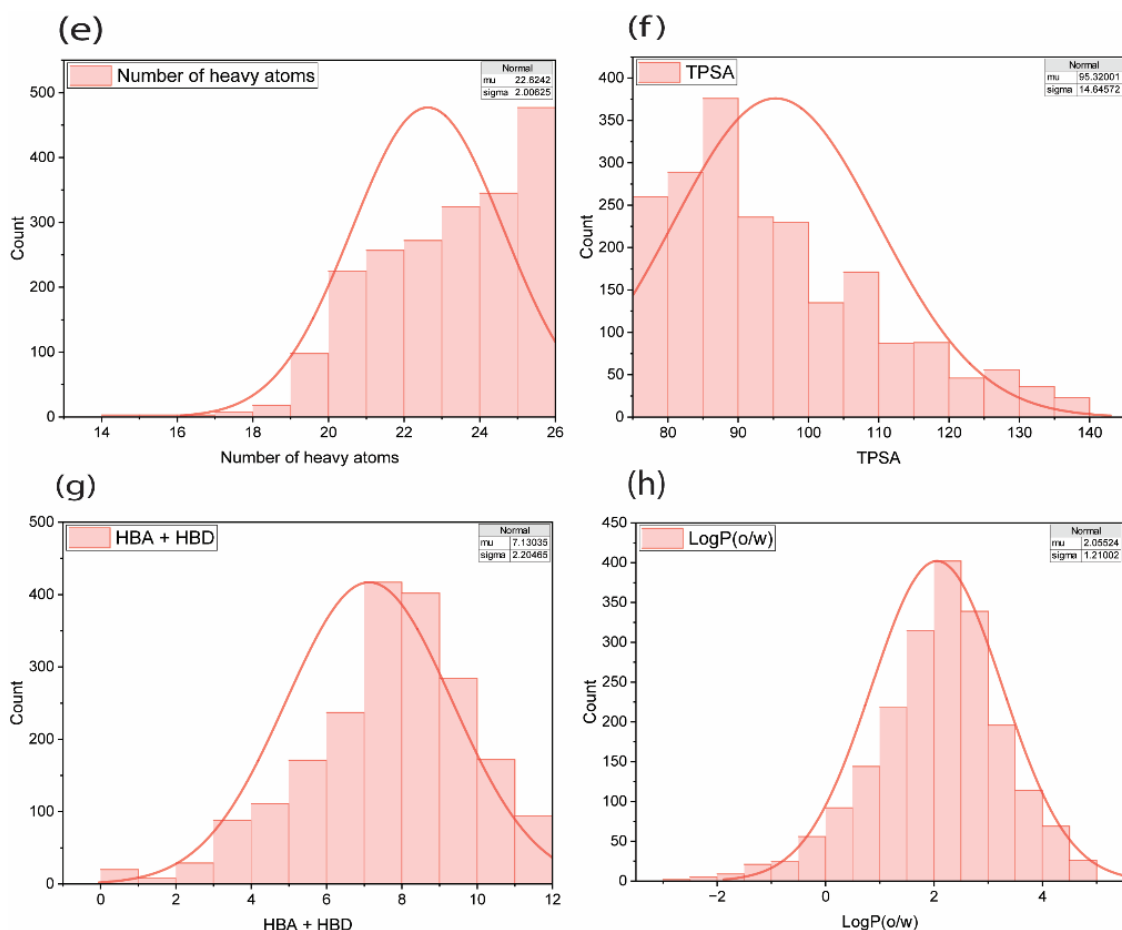 (e)
Number of heavy atoms
Normal
mu 22.6242
sigma 2.00625
500
400
300
200
100
0
Count
14 16 18 20 22 24 26
Number of heavy atoms
(f)
TPSA
Normal
mu 95.32001
sigma 14.64572
400
350
300
250
200
150
100
50
0
Count
80 90 100 110 120 130 140
TPSA
(g)
HBA + HBD
Normal
mu 7.13035
sigma 2.20465
500
400
300
200
100
0
Count
0 2 4 6 8 10 12
HBA + HBD
(h)
LogP(o/w)
Normal
mu 2.05524
sigma 1.21002
450
400
350
300
250
200
150
100
50
0
Count
−2 0 2 4
LogP(o/w)